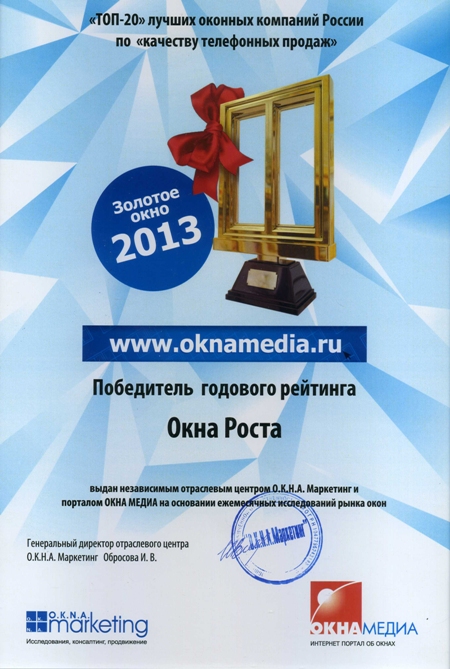 «ТОП-20» лучших оконных компаний России
по «качеству телефонных продаж»
Золотое
окно
2013
www.oknamedia.ru
Победитель годового рейтинга
Окна Роста
выдан независимым отраслевым центром О.К.Н.А. Маркетинг и
порталом ОКНА МЕДИА на основании ежемесячных исследований рынка окон
Генеральный директор отраслевого центра
О.К.Н.А. Маркетинг Обросова И. В.
"О.К.Н.А.Маркетинг"
O.K.N.A.
marketing
Исследования, консалтинг, продвижение
ОКНАМЕДИА
ИНТЕРНЕТ ПОРТАЛ ОБ ОКНАХ